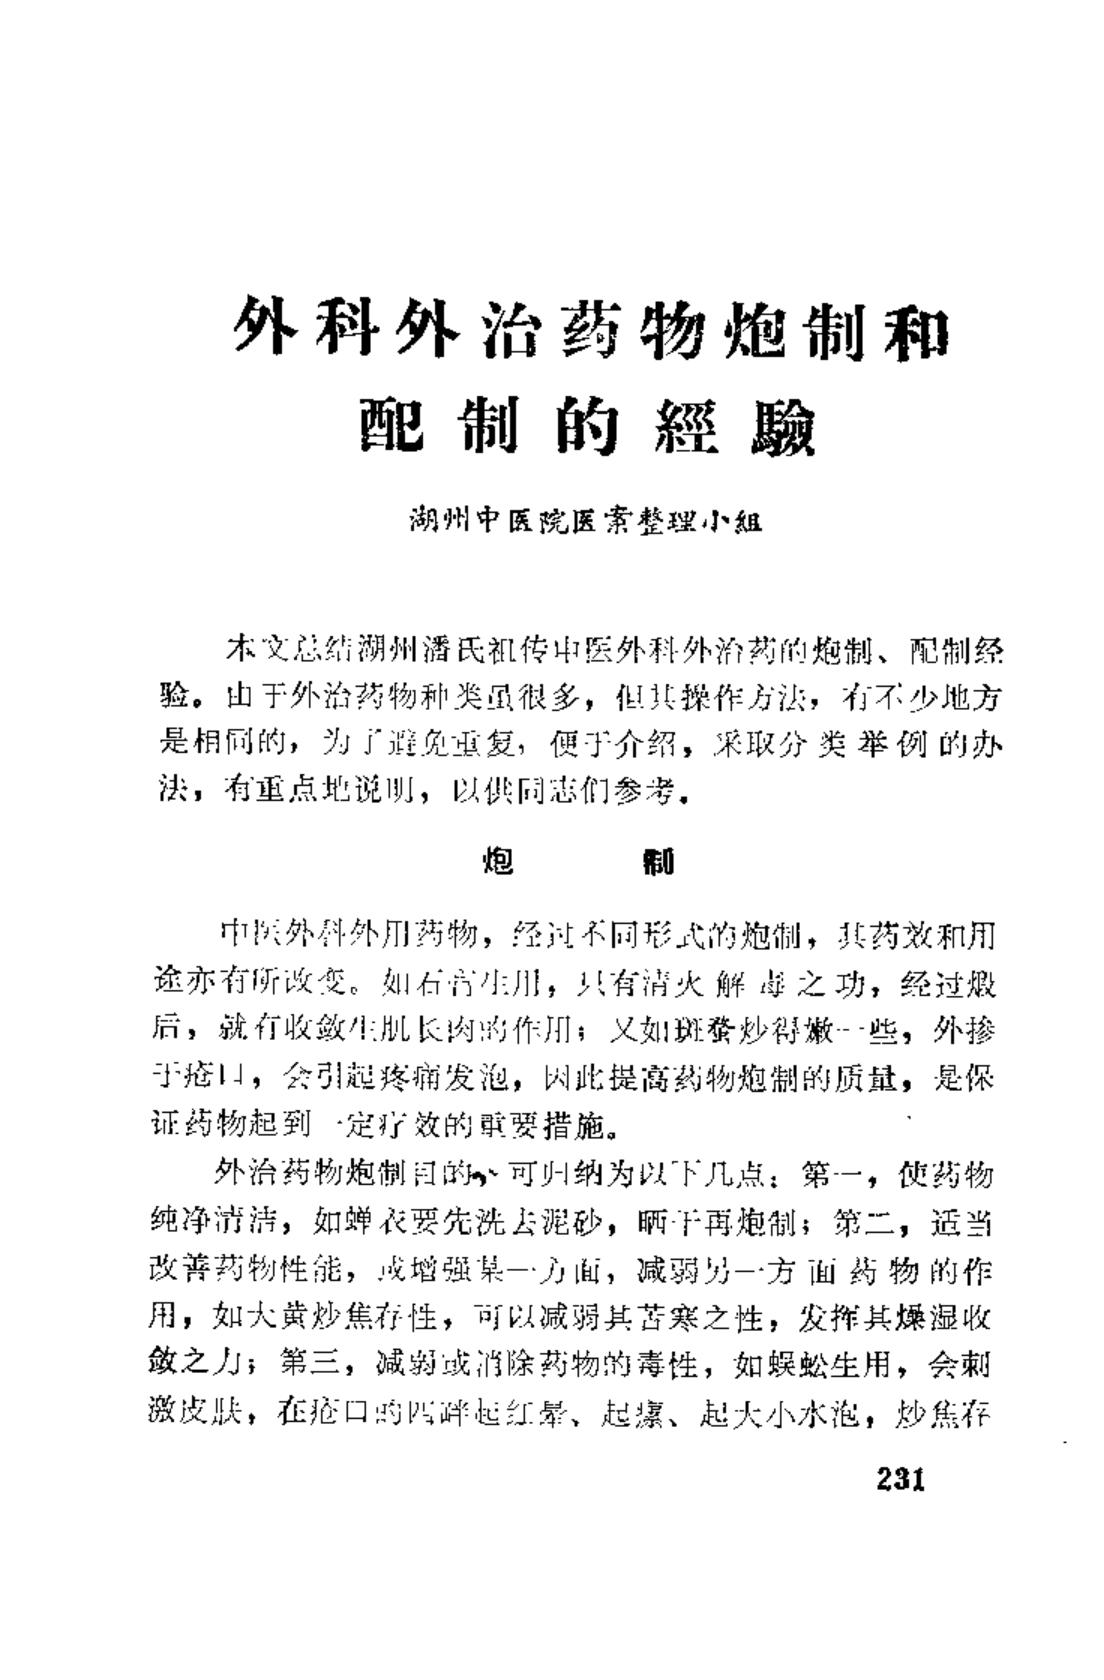 外科外治药物炮制和
配制的經驗
湖州中医院医案整理小組
本文总结湖州潘氏祖传中医外科外治药的炮制、配制经
验。由于外治药物种类虽很多，但其操作方法，有不少地方
是相同的，为了避免重复，便于介绍，采取分类举例的办
法，有重点地说明，以供同志们参考。
炮 制
中医外科外用药物，经过不同形式的炮制，其药效和用
途亦有所改变。如石膏生用，只有清火解毒之功，经过煅
后，就有收敛生肌长肉的作用；又如斑蝥炒得嫩一些，外掺
于疮口，会引起疼痛发泡，因此提高药物炮制的质量，是保
证药物起到一定疗效的重要措施。
外治药物炮制目的，可归纳为以下几点：第一，使药物
纯净清洁，如蝉衣要先洗去泥砂，晒干再炮制；第二，适当
改善药物性能，或增强某一方面，减弱另一方面药物的作
用，如大黄炒焦存性，可以减弱其苦寒之性，发挥其燥湿收
敛之力；第三，减弱或消除药物的毒性，如蜈蚣生用，会刺
激皮肤，在疮口的四畔起红晕、起瘰、起大小水泡，炒焦存
231